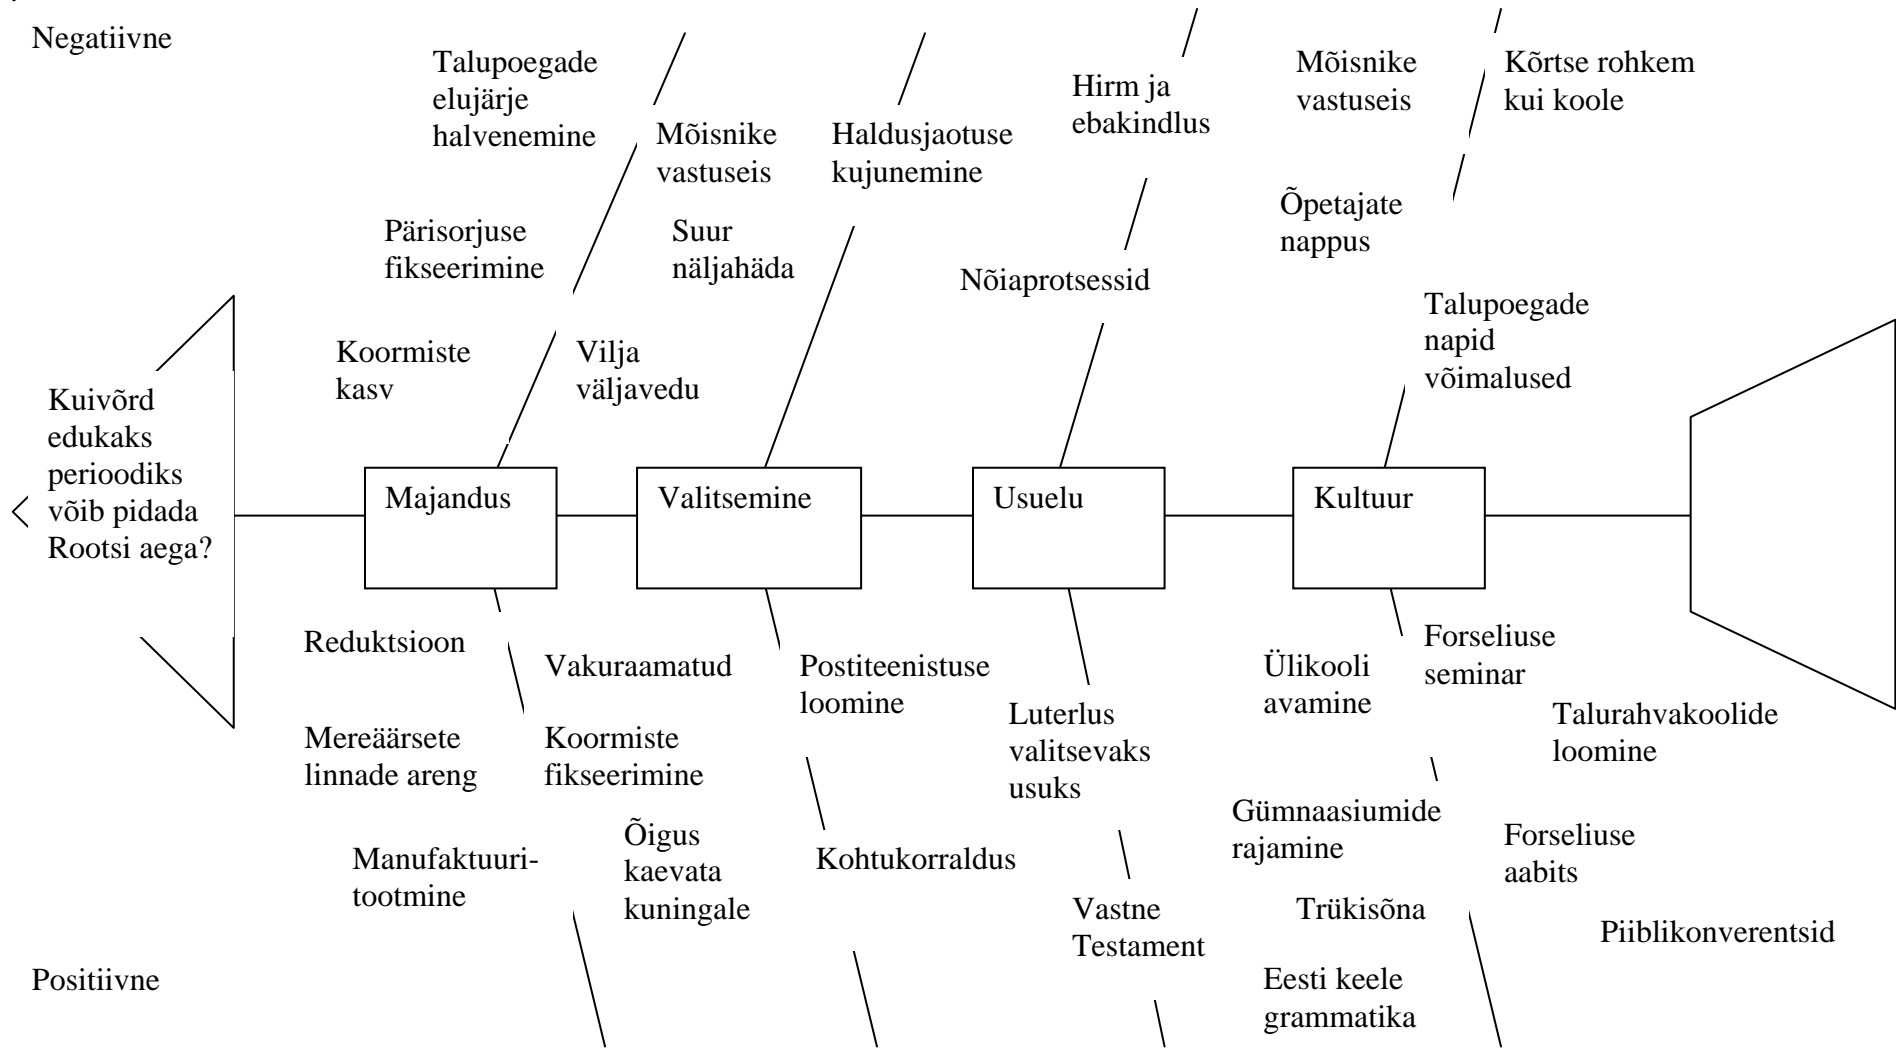 Negatiivne
Talupoegade
elujärje
halvenemine
Mõisnike
vastuseis
Haldusjaotuse
kujunemine
Hirm ja
ebakindlus
Mõisnike
vastuseis
Kõrtse rohkem
kui koole
Pärisorjuse
fikseerimine
Suur
näljahäda
Nõiaprotsessid
Õpetajate
nappus
Koormiste
kasv
Vilja
väljavedu
Talupoegade
napid
võimalused
Kuivõrd
edukaks
perioodiks
võib pidada
Rootsi aega?
Majandus
Valitsemine
Usuelu
Kultuur
Reduktsioon
Vakuraamatud
Postiteenistuse
loomine
Ülikooli
avamine
Forseliuse
seminar
Mereäärsete
linnade areng
Koormiste
fikseerimine
Luterlus
valitsevaks
usuks
Talurahvakoolide
loomine
Manufaktuuri-
tootmine
Õigus
kaevata
kuningale
Kohtukorraldus
Gümnaasiumide
rajamine
Forseliuse
aabits
Vastne
Testament
Trükisõna
Piiblikonverentsid
Eesti keele
grammatika
Positiivne